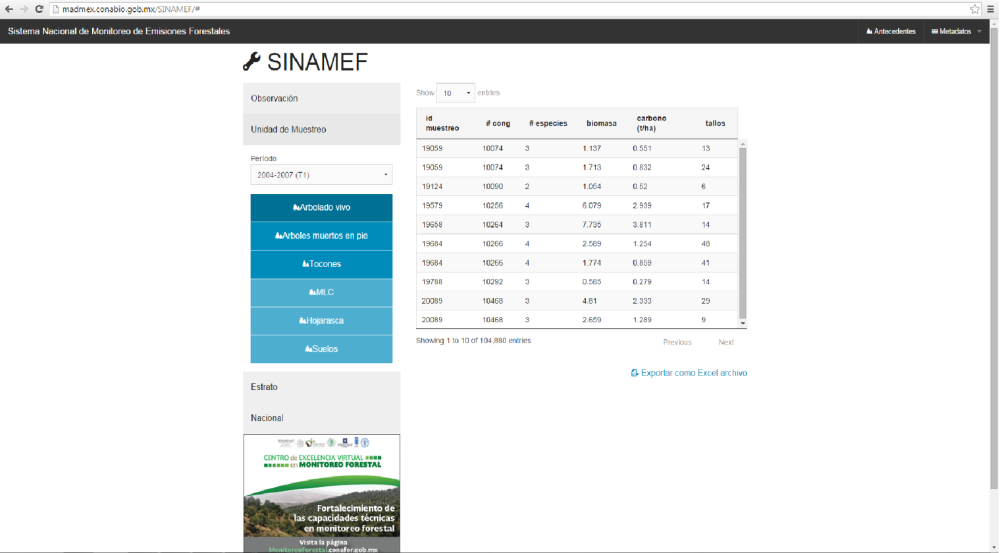 madmex.conabio.gob.mx/SINAMEF/#
Sistema Nacional de Monitoreo de Emisiones Forestales
Antecedentes
Metadatos
SINAMEF
Observación
Unidad de Muestreo
Período
2004-2007 (T1)
Arbolado vivo
Arboles muertos en pie
Tocones
MLC
Hojarasca
Suelos
Estrato
Nacional
CENTRO de EXCELENCIA VIRTUAL
en MONITOREO FORESTAL
Fortalecimiento de
las capacidades técnicas
en monitoreo forestal
Visita la página
MonitoreoForestal.conafor.gob.mx
Show 10 entries
id muestreo # cong # especies biomasa carbono (t/ha) tallos
19059 10074 3 1.137 0.551 13
19059 10074 3 1.713 0.832 24
19124 10090 2 1.054 0.52 6
19579 10256 4 6.079 2.939 17
19658 10264 3 7.735 3.811 14
19684 10266 4 2.589 1.254 48
19684 10266 4 1.774 0.859 41
19788 10292 3 0.585 0.279 14
20089 10468 3 4.81 2.333 29
20089 10468 3 2.659 1.289 9
Showing 1 to 10 of 104,880 entries
Previous
Next
Exportar como Excel archivo